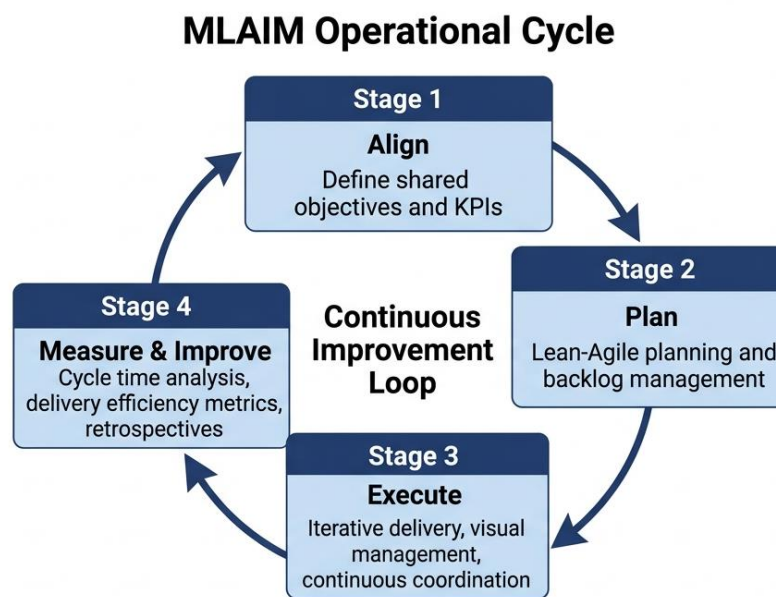 MLAIM Operational Cycle
Stage 1
Align
Define shared
objectives and KPIs
Stage 2
Plan
Lean-Agile planning and
backlog management
Stage 3
Execute
Iterative delivery, visual
management,
continuous coordination
Stage 4
Measure & Improve
Cycle time analysis,
delivery efficiency metrics,
retrospectives
Continuous
Improvement
Loop